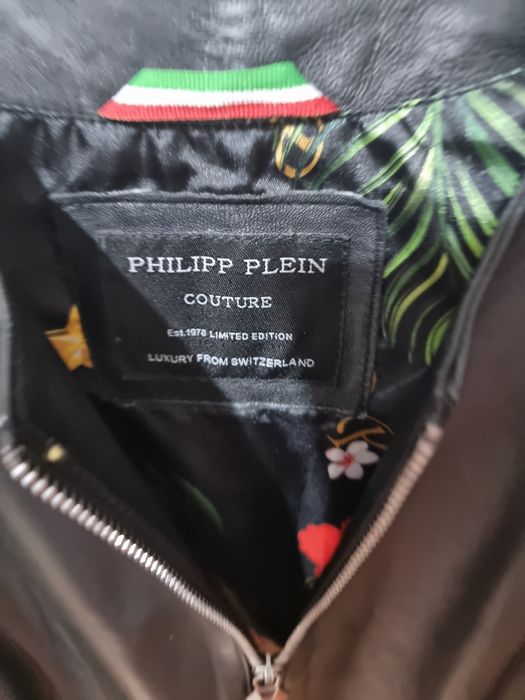 PHILIPP PLEIN
COUTURE
Est.1978 LIMITED EDITION
LUXURY FROM SWITZERLAND